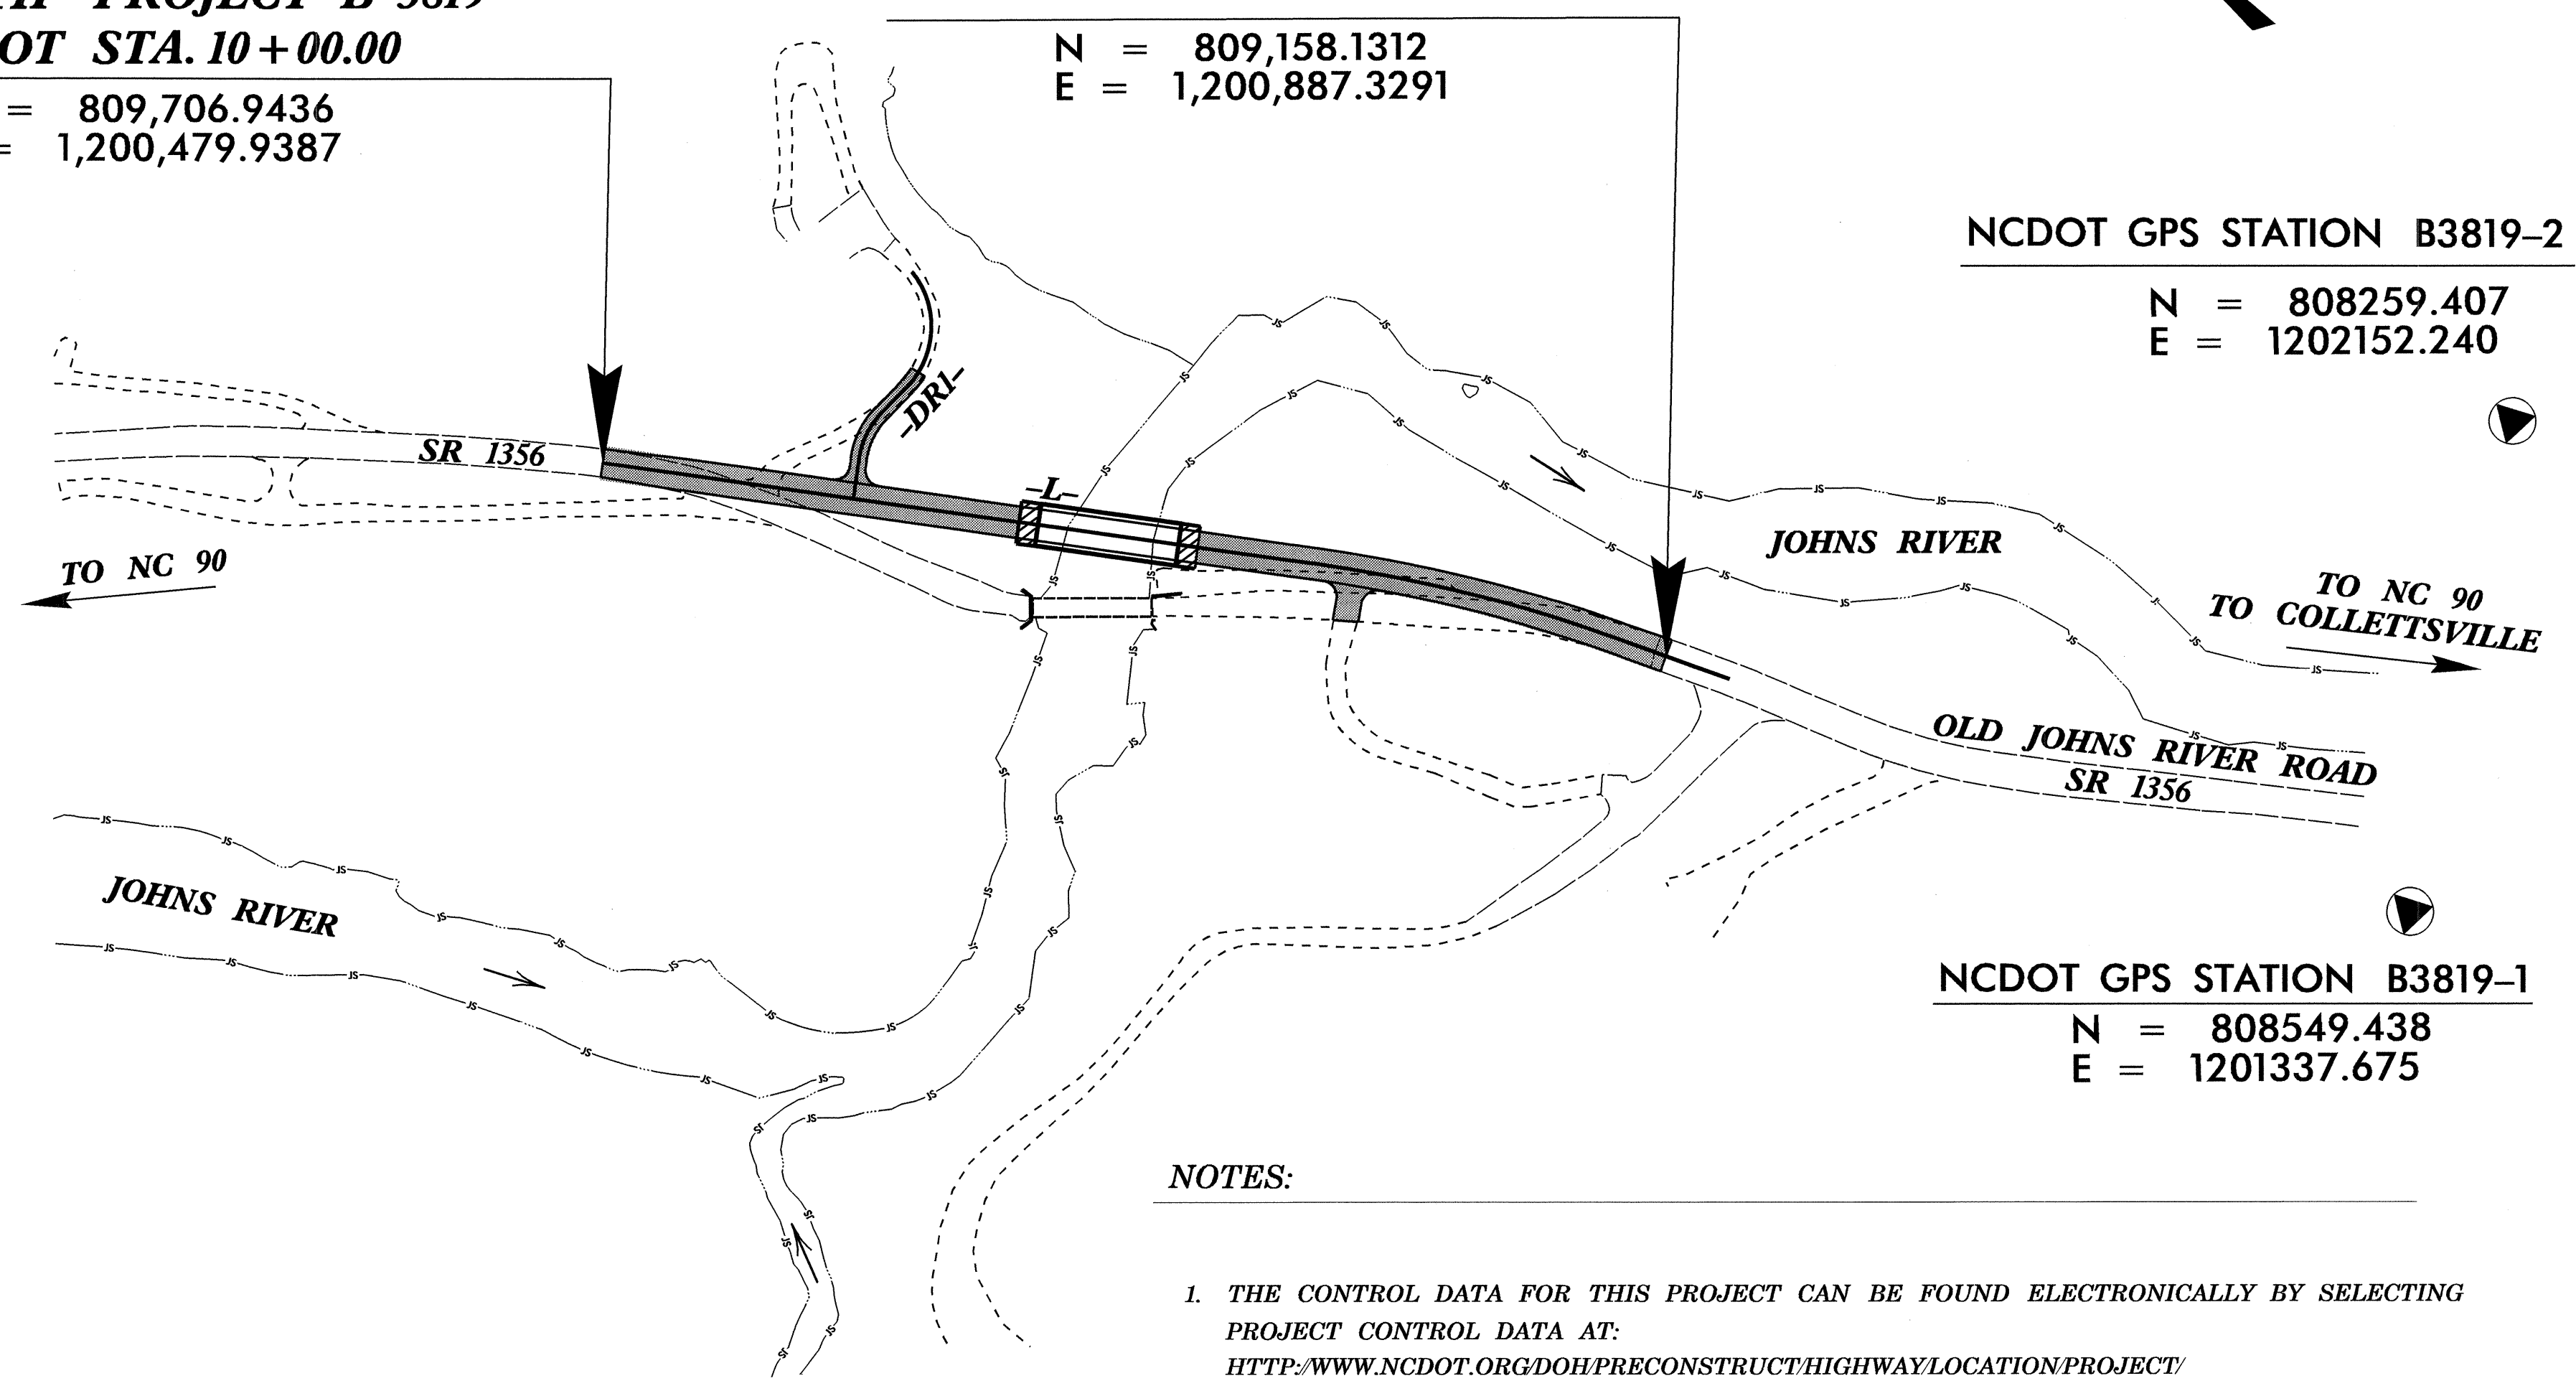 PROJECT B-3819
OT STA. 10+00.00
= 809,706.9436
= 1,200,479.9387
N = 809,158.1312
E = 1,200,887.3291
NCDOT GPS STATION B3819-2
N = 808259.407
E = 1202152.240
-DR1-
SR 1356
-L-
JOHNS RIVER
TO NC 90
TO NC 90
TO COLLETTSVILLE
OLD JOHNS RIVER ROAD
SR 1356
JOHNS RIVER
NCDOT GPS STATION B3819-1
N = 808549.438
E = 1201337.675
NOTES:
1. THE CONTROL DATA FOR THIS PROJECT CAN BE FOUND ELECTRONICALLY BY SELECTING
PROJECT CONTROL DATA AT:
HTTP://WWW.NCDOT.ORG/DOH/PRECONSTRUCT/HIGHWAY/LOCATION/PROJECT/